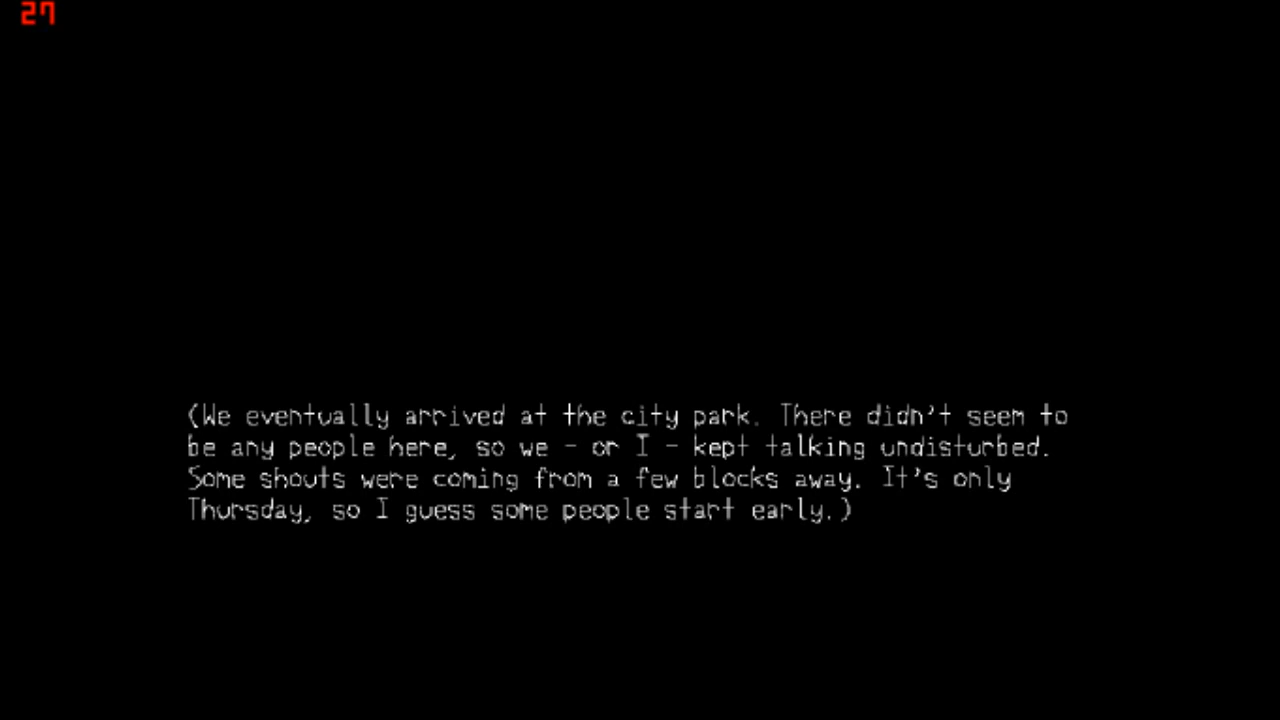 27
(We eventually arrived at the city park. There didn't seem to
be any people here, so we - or I - kept talking undisturbed.
Some shouts were coming from a few blocks away. It's only
Thursday, so I guess some people start early.)